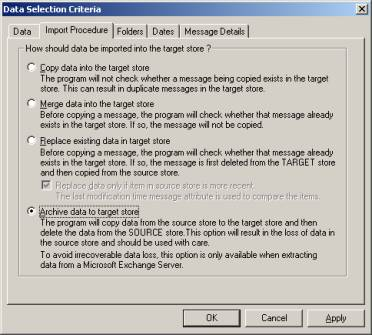 Data Selection Criteria
Data
Import Procedure
Folders
Dates
Message Details
How should data be imported into the target store ?
Copy data into the target store
The program will not check whether a message being copied exists in the target
store. This can result in duplicate messages in the target store.
Merge data into the target store
Before copying a message, the program will check whether that message already
exists in the target store. If so, the message will not be copied.
Replace existing data in target store
Before copying a message, the program will check whether that message already
exists in the target store. If so, the message is first deleted from the TARGET store
and then copied from the source store.
Replace data only if item in source store is more recent.
The last modification time message attribute is used to compare the items.
Archive data to target store
The program will copy data from the source store to the target store and then
delete the data from the SOURCE store.This option will result in the loss of data in
the source store and should be used with care.
To avoid irrecoverable data loss, this option is only available when extracting
data from a Microsoft Exchange Server.
OK
Cancel
Apply